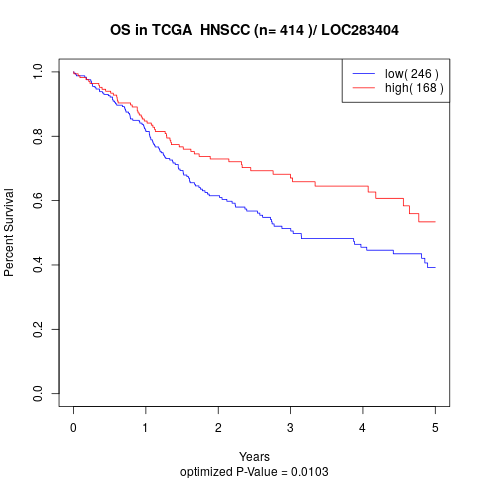 OS in TCGA  HNSCC (n= 414 )/ LOC283404
low( 246 )
high( 168 )
Percent Survival
1.0
0.8
0.6
0.4
0.2
0.0
0 1 2 3 4 5
Years
optimized P-Value = 0.0103